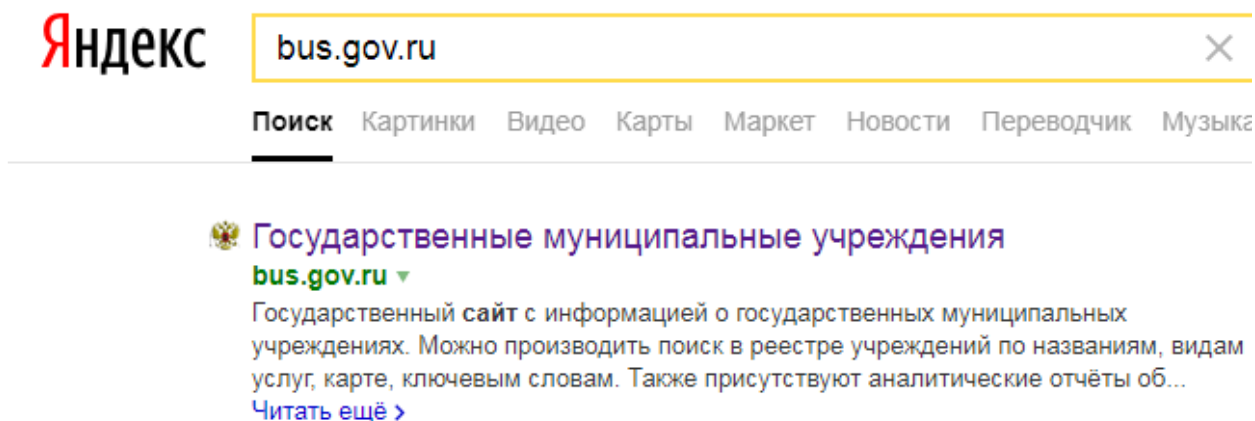 Яндекс
bus.gov.ru
Поиск Картинки Видео Карты Маркет Новости Переводчик Музыка
Государственные муниципальные учреждения
bus.gov.ru
Государственный сайт с информацией о государственных муниципальных
учреждениях. Можно производить поиск в реестре учреждений по названиям, видам
услуг, карте, ключевым словам. Также присутствуют аналитические отчёты об...
Читать ещё >